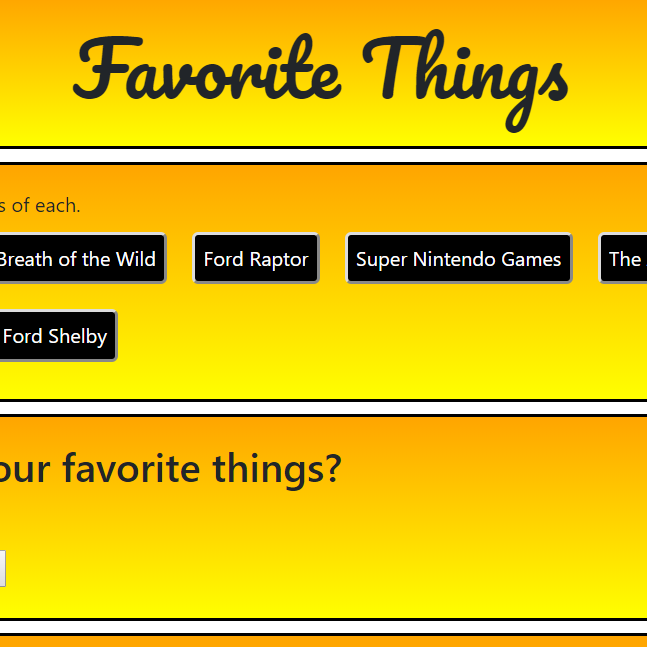 Favorite Things
s of each.
Breath of the Wild Ford Raptor Super Nintendo Games The
Ford Shelby
our favorite things?